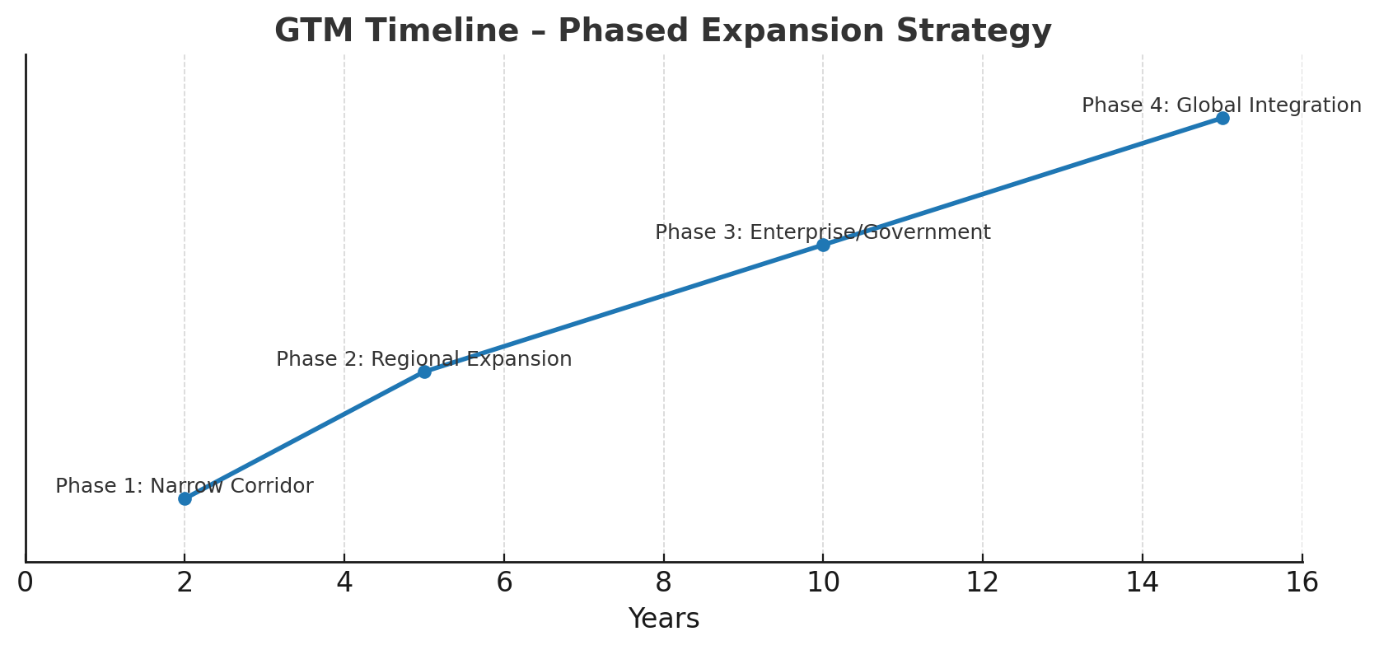 GTM Timeline – Phased Expansion Strategy
Phase 4: Global Integration
Phase 3: Enterprise/Government
Phase 2: Regional Expansion
Phase 1: Narrow Corridor
0 2 4 6 8 10 12 14 16
Years